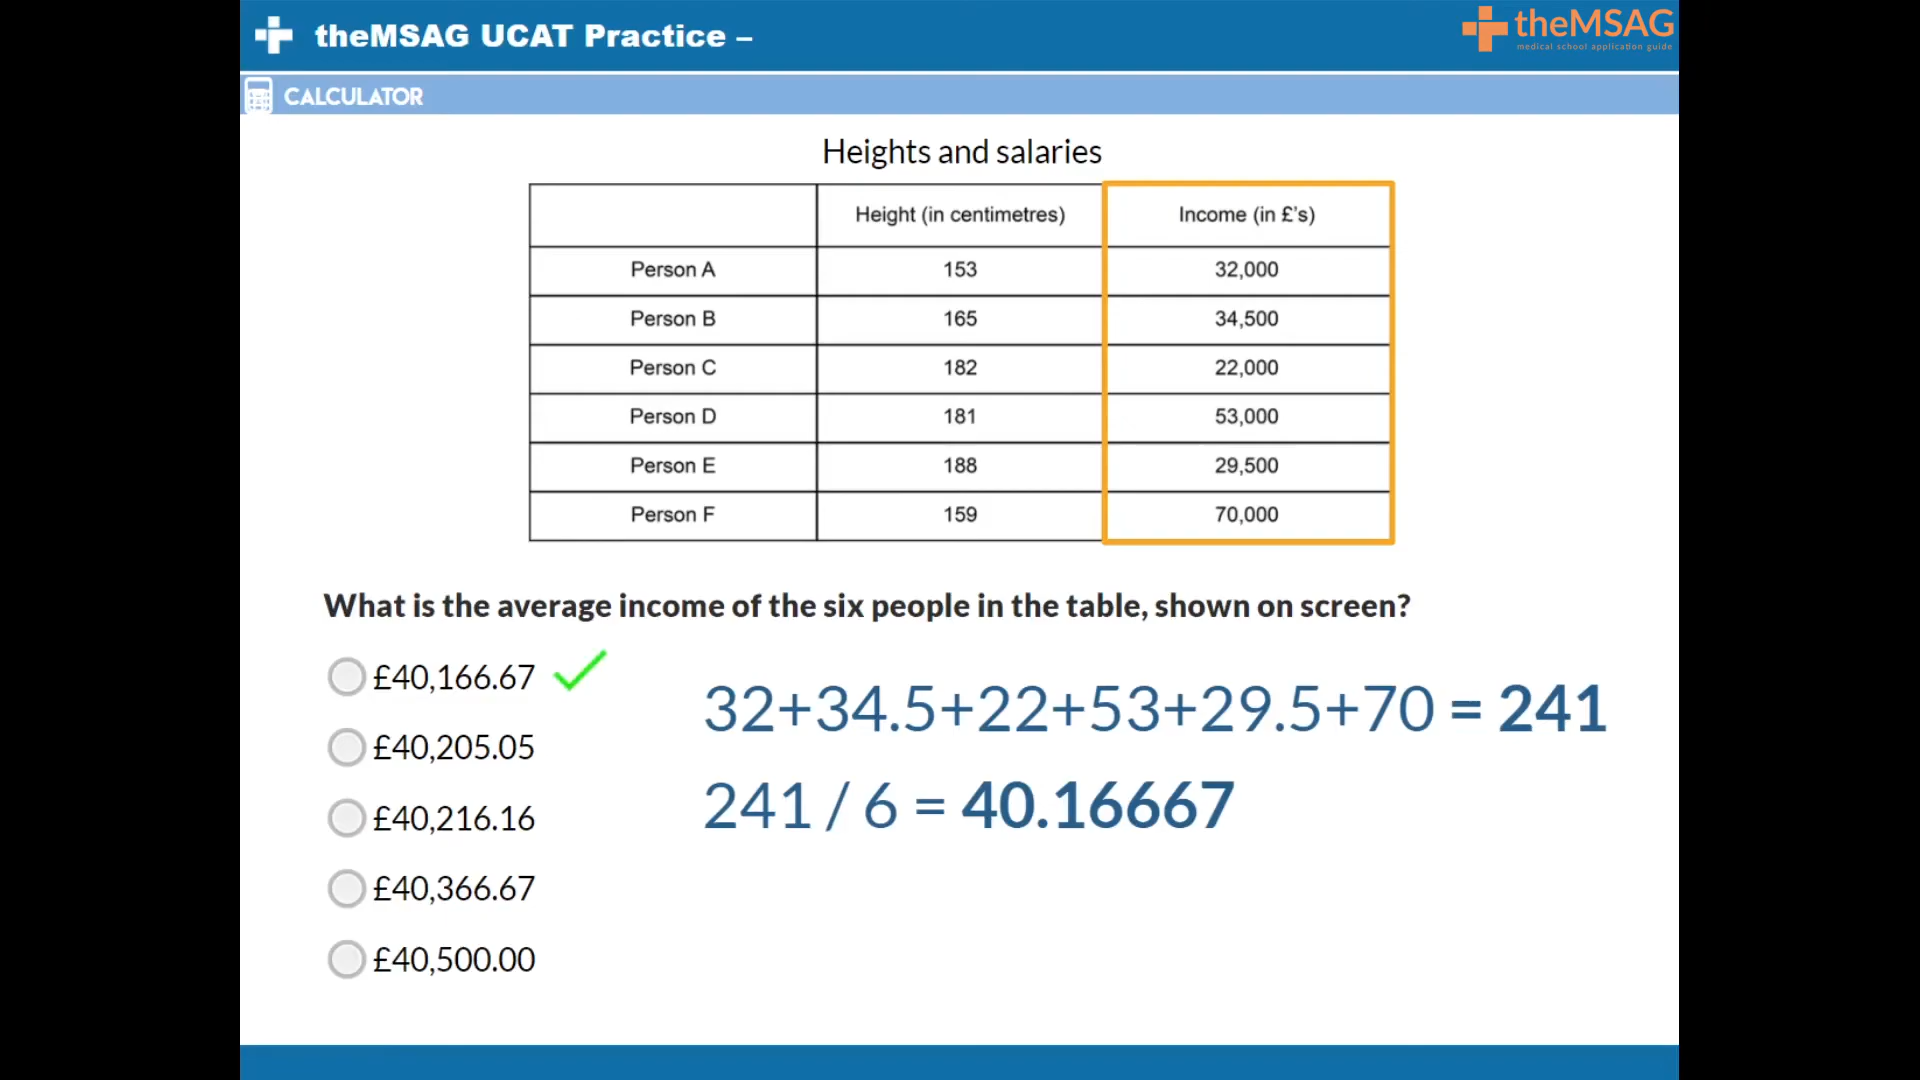 theMSAG UCAT Practice –
theMSAG
medical school application guide
CALCULATOR
Heights and salaries
Height (in centimetres) Income (in £'s)
Person A 153 32,000
Person B 165 34,500
Person C 182 22,000
Person D 181 53,000
Person E 188 29,500
Person F 159 70,000
What is the average income of the six people in the table, shown on screen?
£40,166.67
£40,205.05
£40,216.16
£40,366.67
£40,500.00
32+34.5+22+53+29.5+70 = 241
241 / 6 = 40.16667